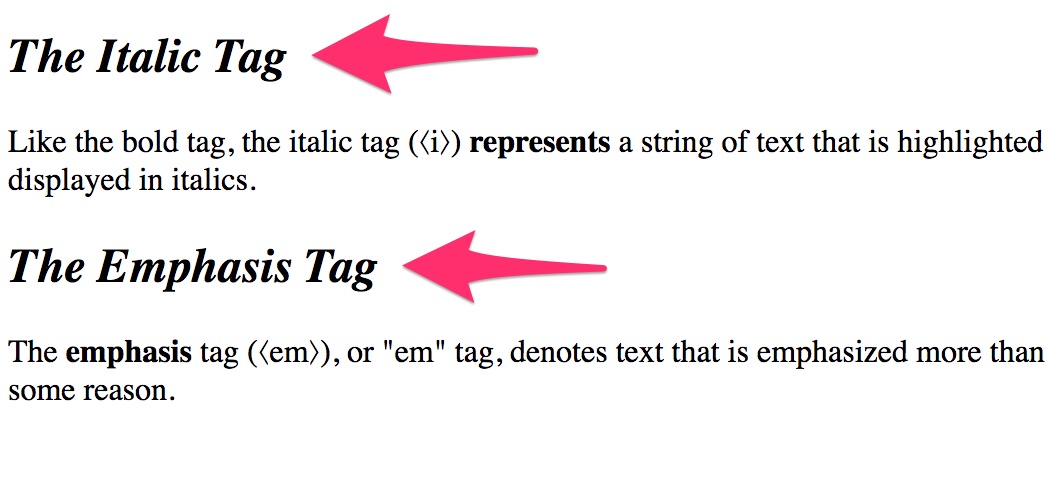 The Italic Tag
Like the bold tag, the italic tag (〈i〉) represents a string of text that is highlighted
displayed in italics.
The Emphasis Tag
The emphasis tag (〈em〉), or "em" tag, denotes text that is emphasized more than
some reason.